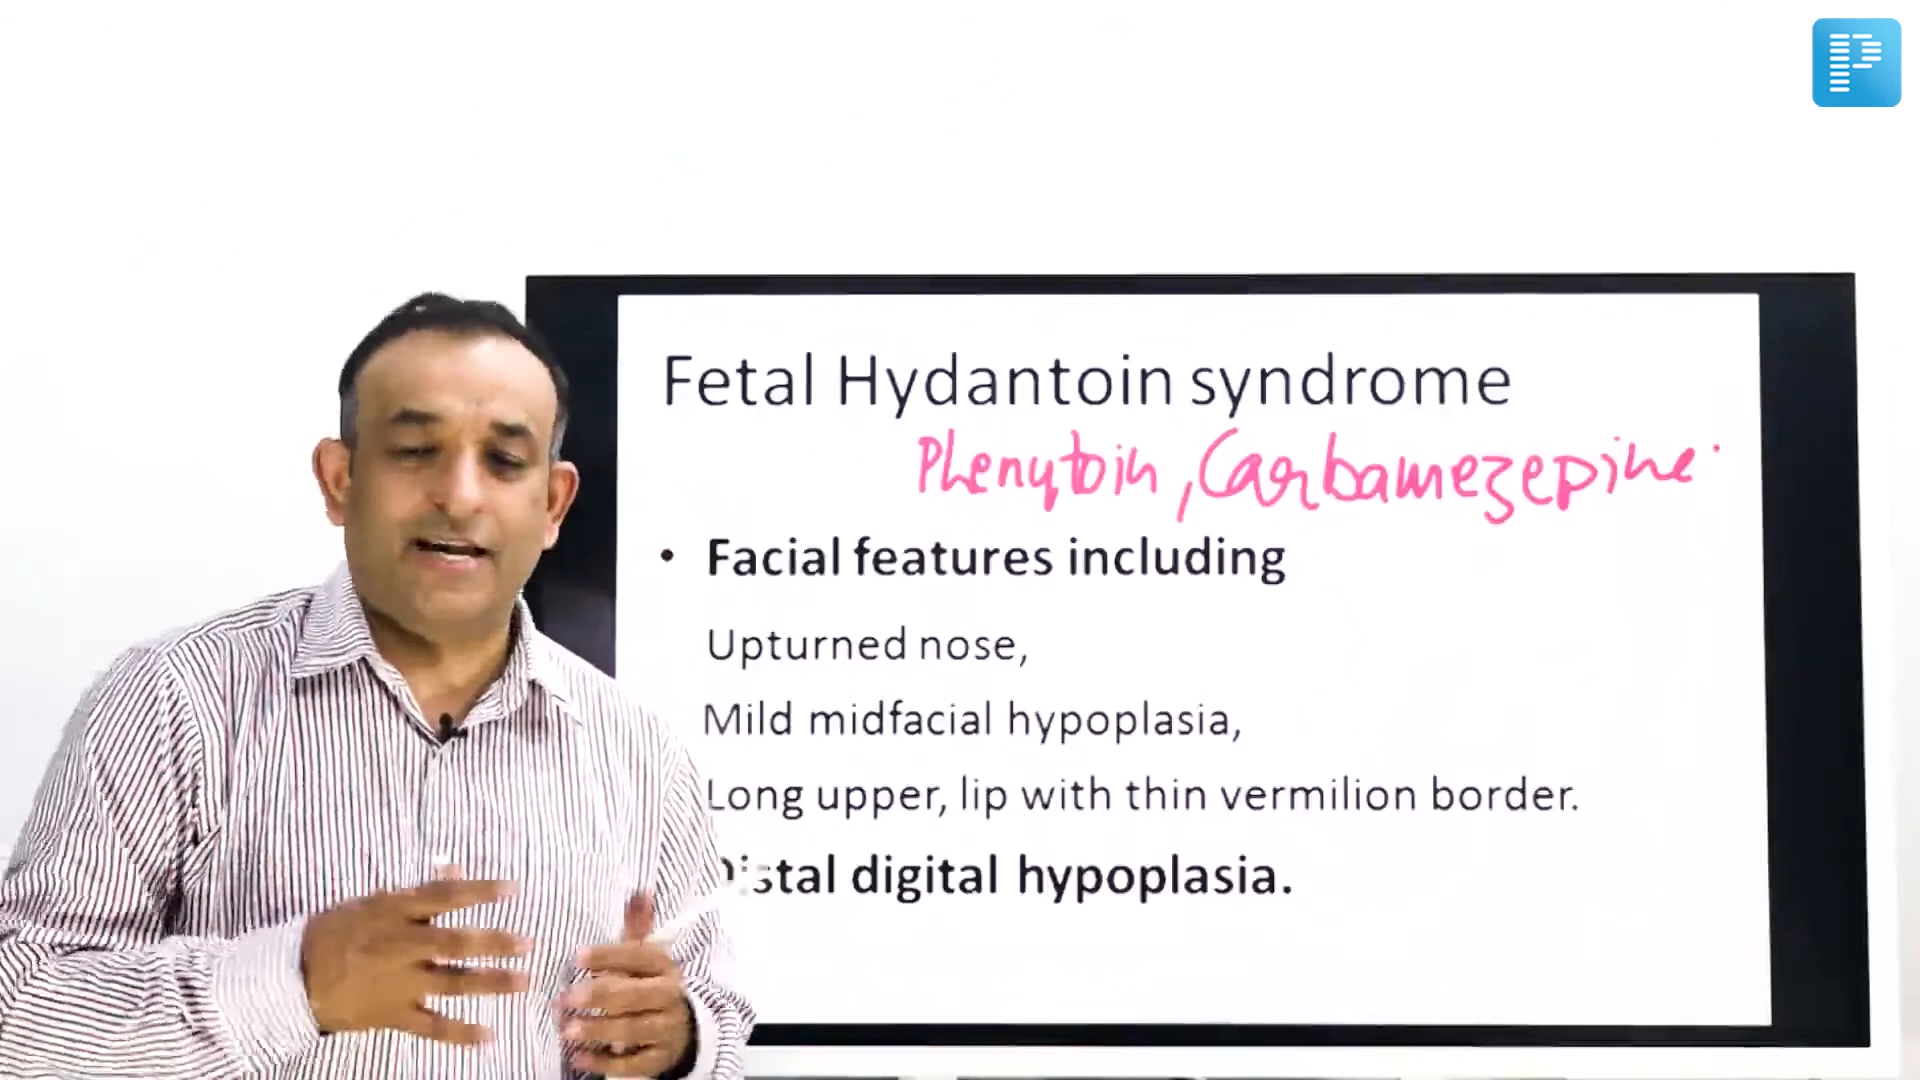 Fetal Hydantoin syndrome
Phenytoin, Carbamezepine
• Facial features including
Upturned nose,
Mild midfacial hypoplasia,
Long upper, lip with thin vermilion border.
Distal digital hypoplasia.